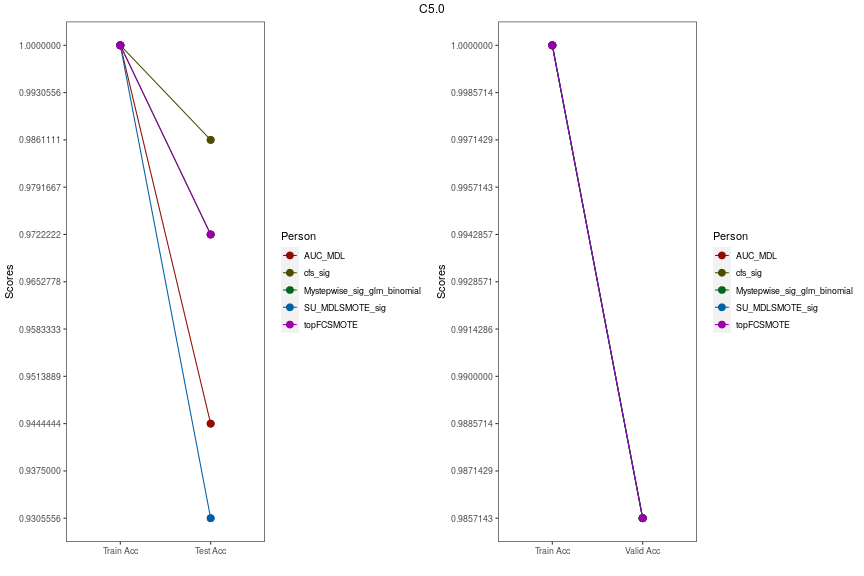 C5.0
Scores
1.0000000
0.9930556
0.9861111
0.9791667
0.9722222
0.9652778
0.9583333
0.9513889
0.9444444
0.9375000
0.9305556
Train Acc
Test Acc
Person
AUC_MDL
cfs_sig
Mystepwise_sig_glm_binomial
SU_MDLSMOTE_sig
topFCSMOTE
Scores
1.0000000
0.9985714
0.9971429
0.9957143
0.9942857
0.9928571
0.9914286
0.9900000
0.9885714
0.9871429
0.9857143
Train Acc
Valid Acc
Person
AUC_MDL
cfs_sig
Mystepwise_sig_glm_binomial
SU_MDLSMOTE_sig
topFCSMOTE